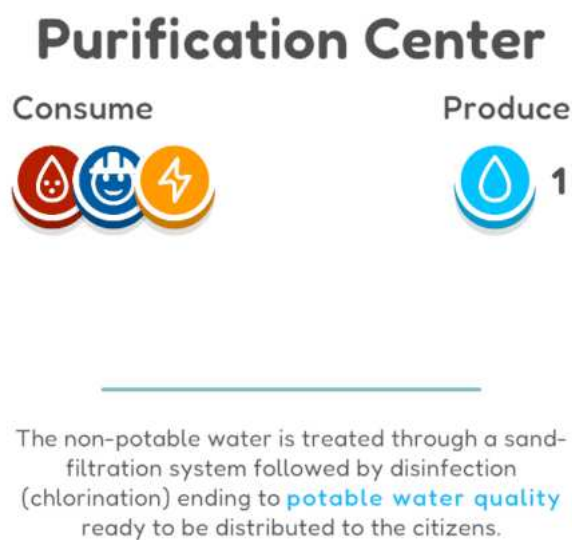 Purification Center
Consume
Produce
1
The non-potable water is treated through a sand-
filtration system followed by disinfection
(chlorination) ending to potable water quality
ready to be distributed to the citizens.